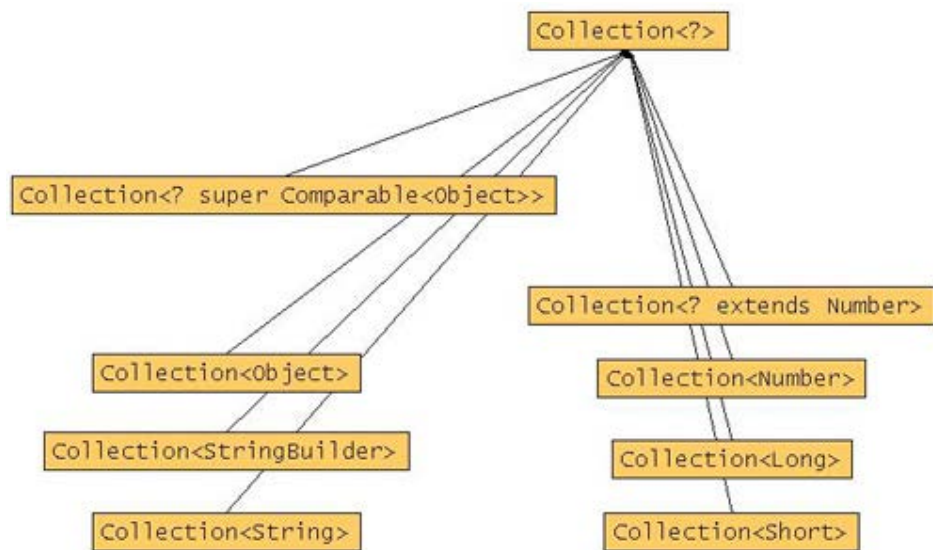 Collection<?>
Collection<? super Comparable<Object>>
Collection<? extends Number>
Collection<Object>
Collection<Number>
Collection<StringBuilder>
Collection<Long>
Collection<String>
Collection<Short>